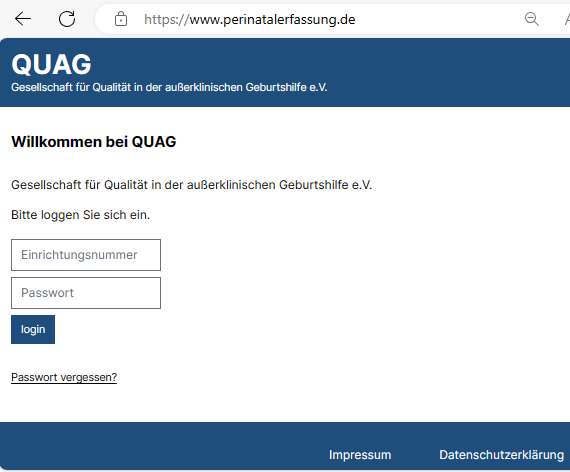 https://www.perinatalerfassung.de
QUAG
Gesellschaft für Qualität in der außerklinischen Geburtshilfe e.V.
Willkommen bei QUAG
Gesellschaft für Qualität in der außerklinischen Geburtshilfe e.V.
Bitte loggen Sie sich ein.
Einrichtungsnummer
Passwort
login
Passwort vergessen?
Impressum Datenschutzerklärung